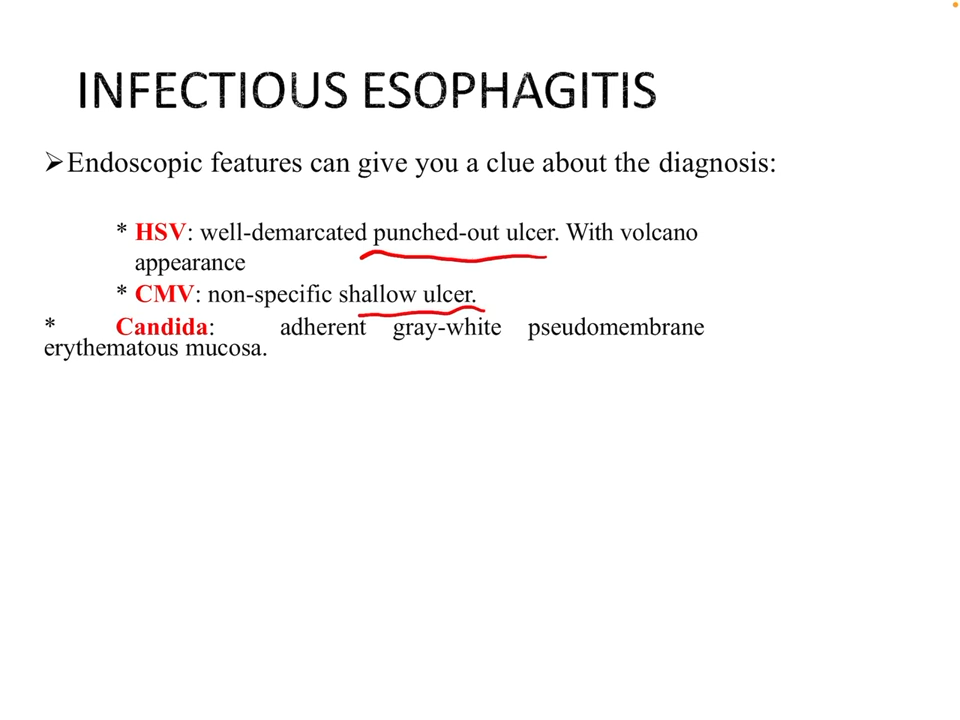 INFECTIOUS ESOPHAGITIS
➢Endoscopic features can give you a clue about the diagnosis:
* HSV: well-demarcated punched-out ulcer. With volcano
appearance
* CMV: non-specific shallow ulcer.
* Candida: adherent gray-white pseudomembrane
erythematous mucosa.